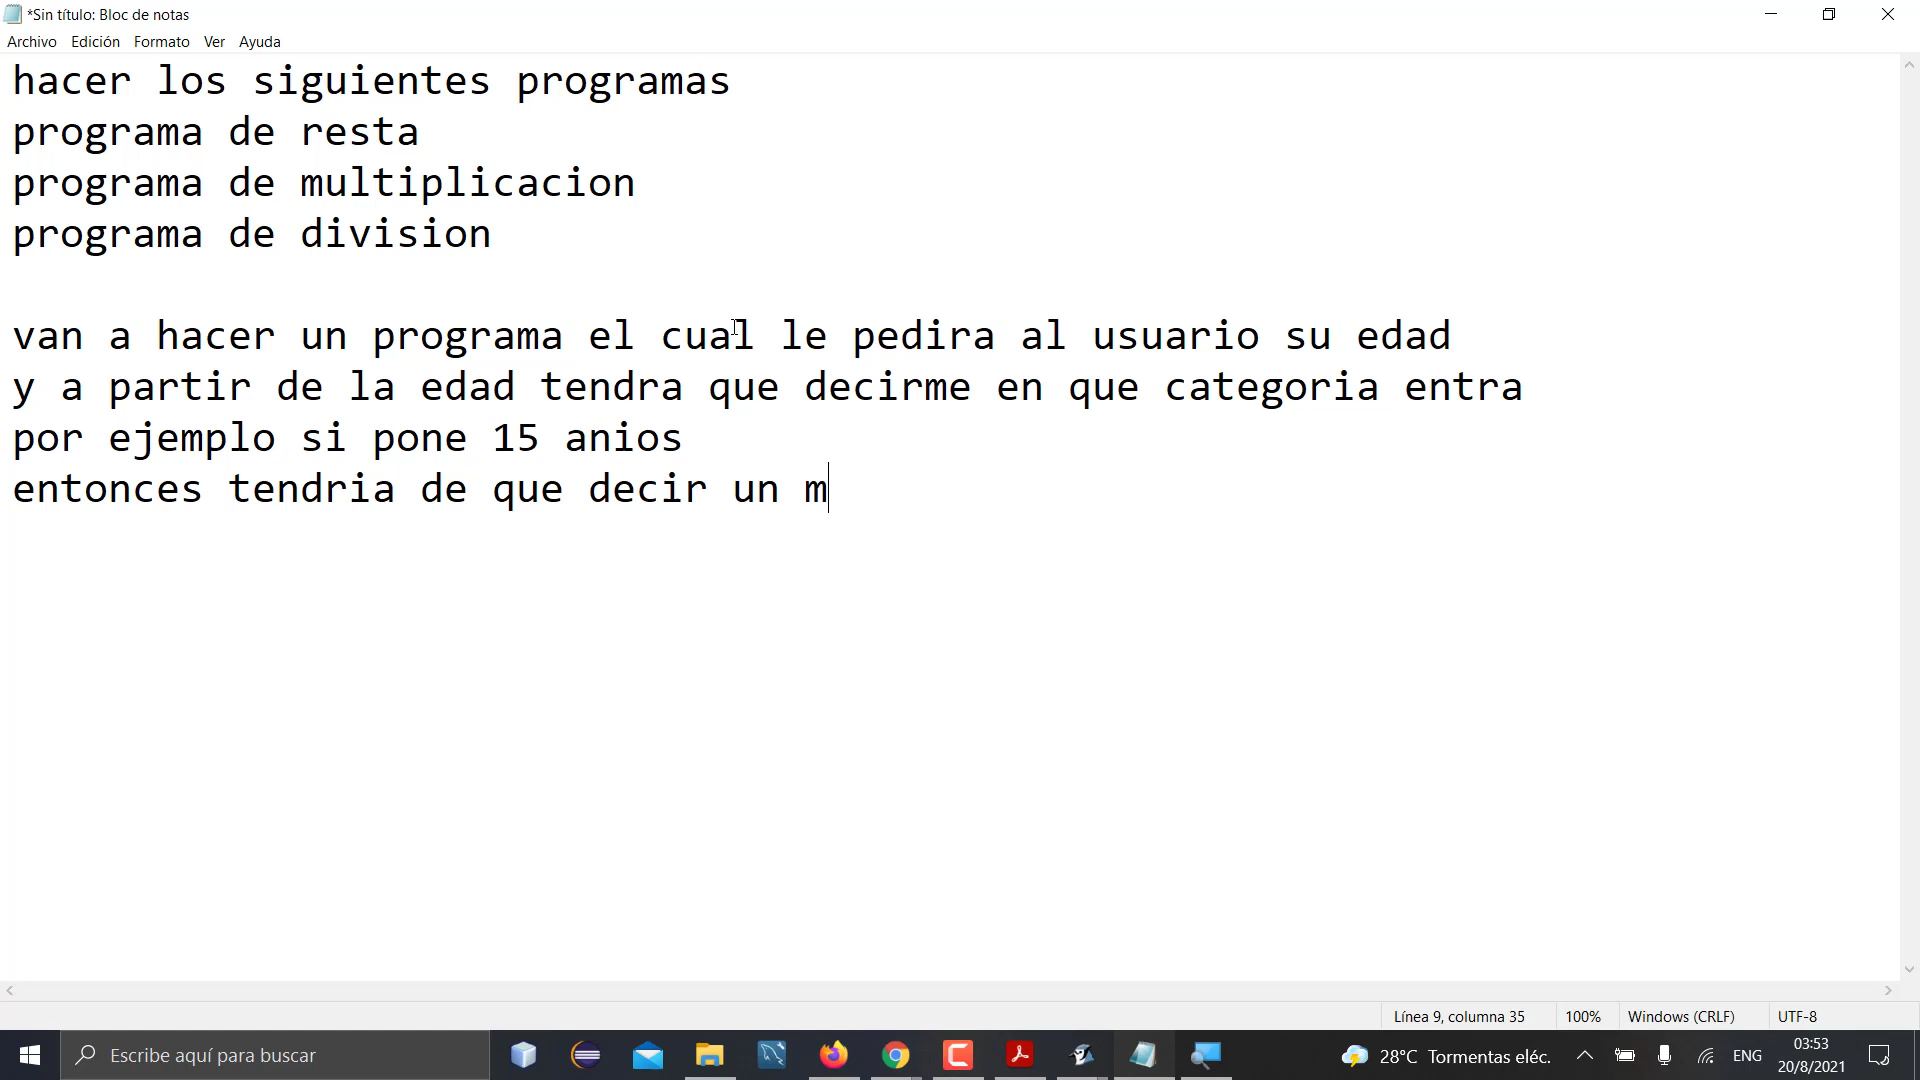 *Sin título: Bloc de notas
Archivo Edición Formato Ver Ayuda
hacer los siguientes programas
programa de resta
programa de multiplicacion
programa de division
van a hacer un programa el cual le pedira al usuario su edad
y a partir de la edad tendra que decirme en que categoria entra
por ejemplo si pone 15 anios
entonces tendria de que decir un m
Línea 9, columna 35 100% Windows (CRLF) UTF-8
Escribe aquí para buscar 28°C Tormentas eléc. ENG 03:53
20/8/2021